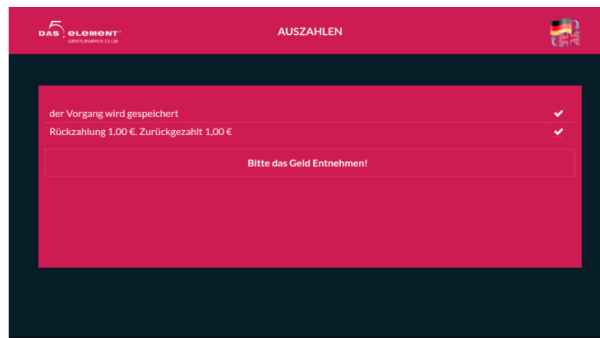 DAS 5 ELEMENT
GENTLEMEN'S CLUB
AUSZAHLEN
der Vorgang wird gespeichert
Rückzahlung 1,00 €. Zurückgezahlt 1,00 €
Bitte das Geld Entnehmen!